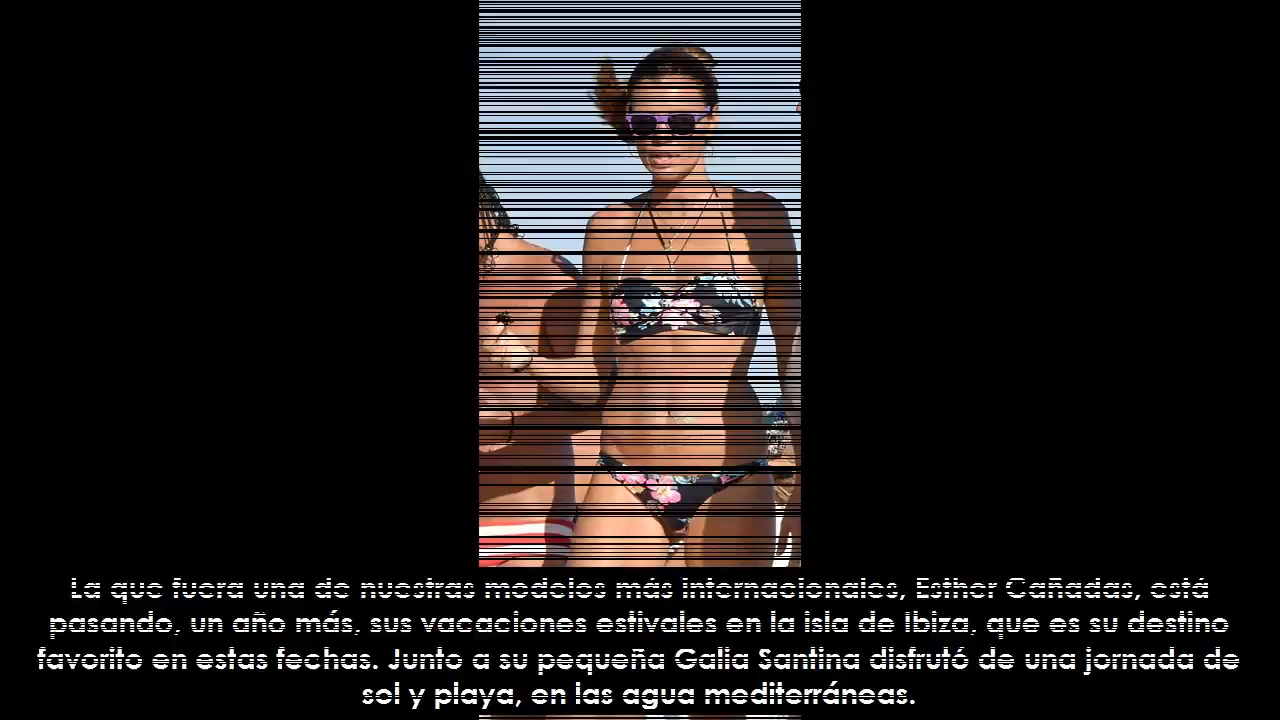 La que fuera una de nuestras modelos más internacionales, Esther Cañadas, está
pasando, un año más, sus vacaciones estivales en la isla de Ibiza, que es su destino
favorito en estas fechas. Junto a su pequeña Galia Santina disfrutó de una jornada de
sol y playa, en las agua mediterráneas.